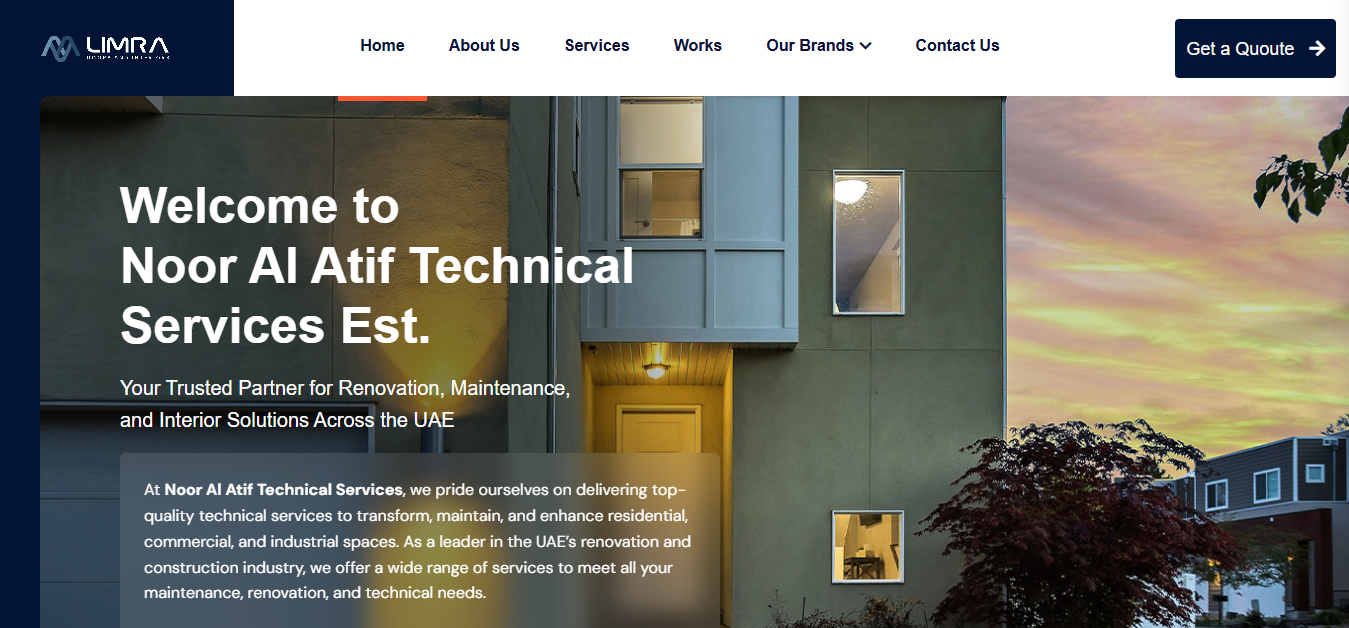 LIMRA
Home
About Us
Services
Works
Our Brands
Contact Us
Get a Quoute
Welcome to
Noor Al Atif Technical
Services Est.
Your Trusted Partner for Renovation, Maintenance,
and Interior Solutions Across the UAE
At Noor Al Atif Technical Services, we pride ourselves on delivering top-
quality technical services to transform, maintain, and enhance residential,
commercial, and industrial spaces. As a leader in the UAE’s renovation and
construction industry, we offer a wide range of services to meet all your
maintenance, renovation, and technical needs.